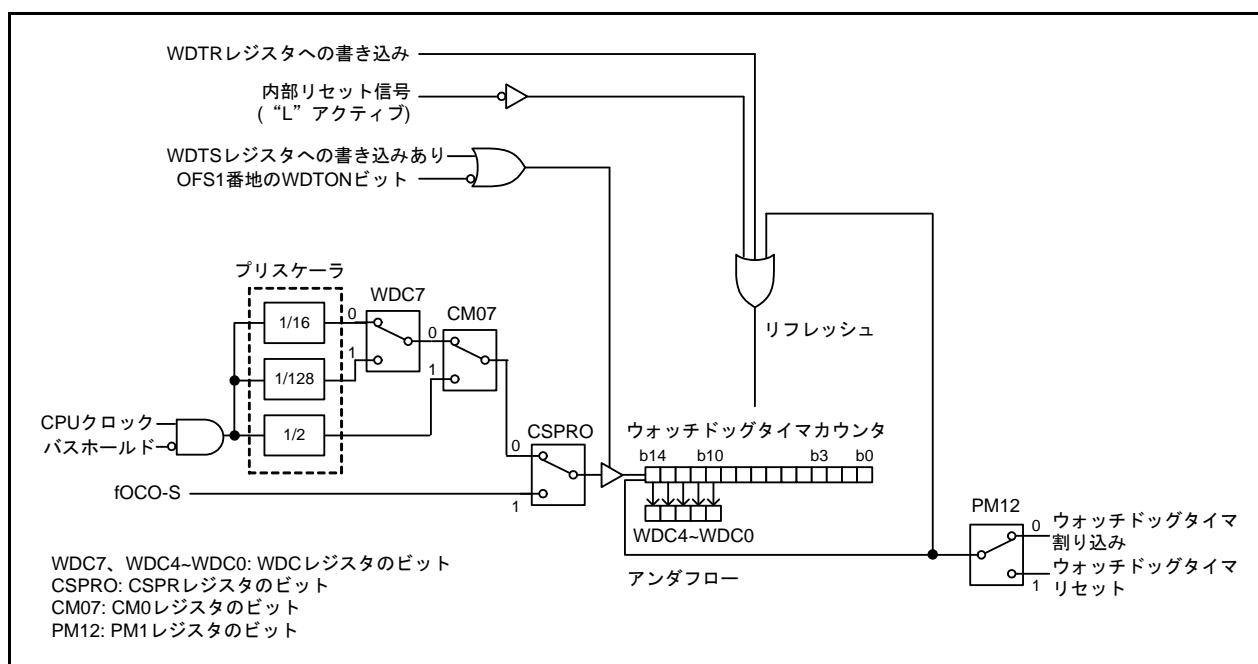 WDTRレジスタへの書き込み
内部リセット信号
(“L”アクティブ)
WDTSレジスタへの書き込みあり
OFS1番地のWDTONビット
プリスケーラ
WDC7
CM07
1/16
0
0
リフレッシュ
1
1/128
1
CPUクロック
バスホールド
1/2
CSPRO
ウォッチドッグタイマカウンタ
0
b14
b10
b3
b0
fOCO-S
1
PM12
WDC4~WDC0
0
ウォッチドッグタイマ
割り込み
アンダフロー
ウォッチドッグタイマ
リセット
1
WDC7、WDC4~WDC0: WDCレジスタのビット
CSPRO: CSPRレジスタのビット
CM07: CM0レジスタのビット
PM12: PM1レジスタのビット